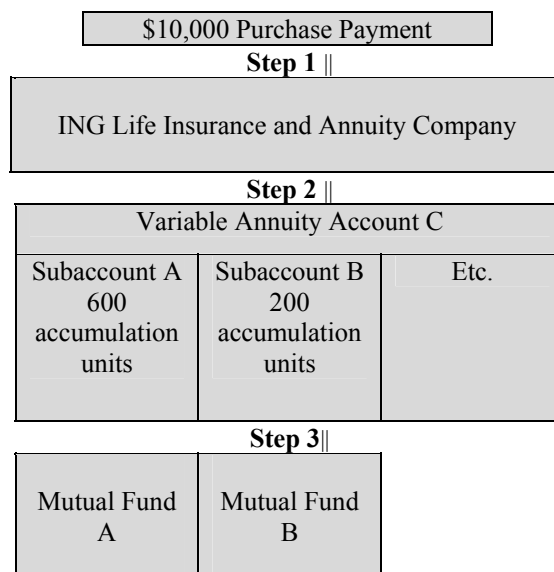 $10,000 Purchase Payment
Step 1 ||
ING Life Insurance and Annuity Company
Step 2 ||
Variable Annuity Account C
Subaccount A
600
accumulation
units
Subaccount B
200
accumulation
units
Etc.
Step 3||
Mutual Fund
A
Mutual Fund
B